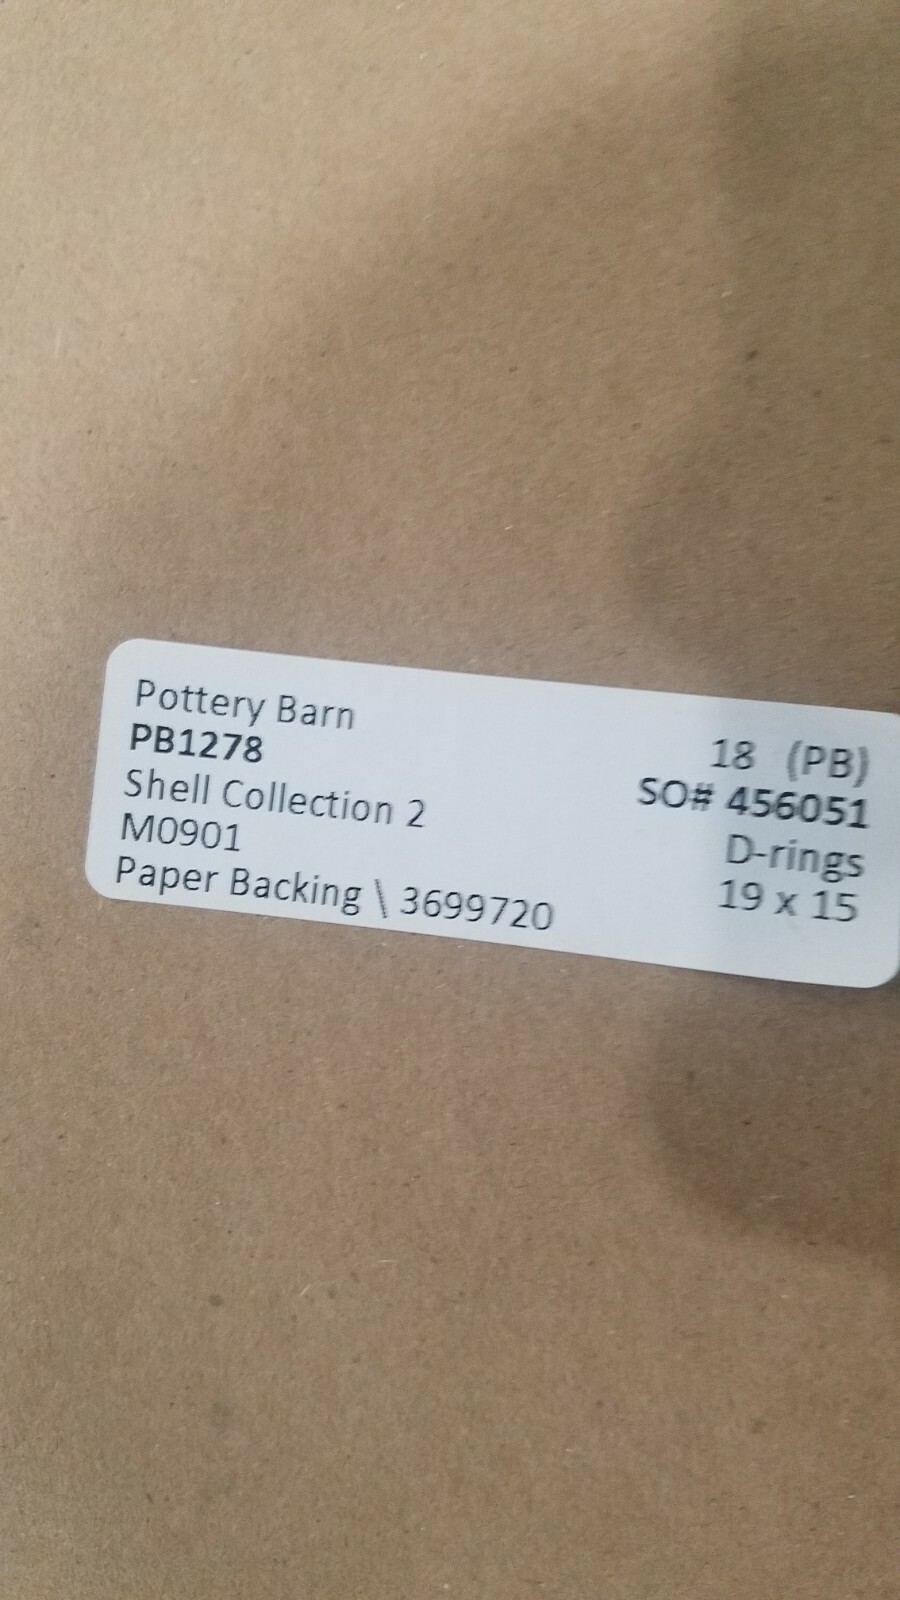 Pottery Barn
PB1278
Shell Collection 2
M0901
Paper Backing \ 3699720
18 (PB)
SO# 456051
D-rings
19 x 15